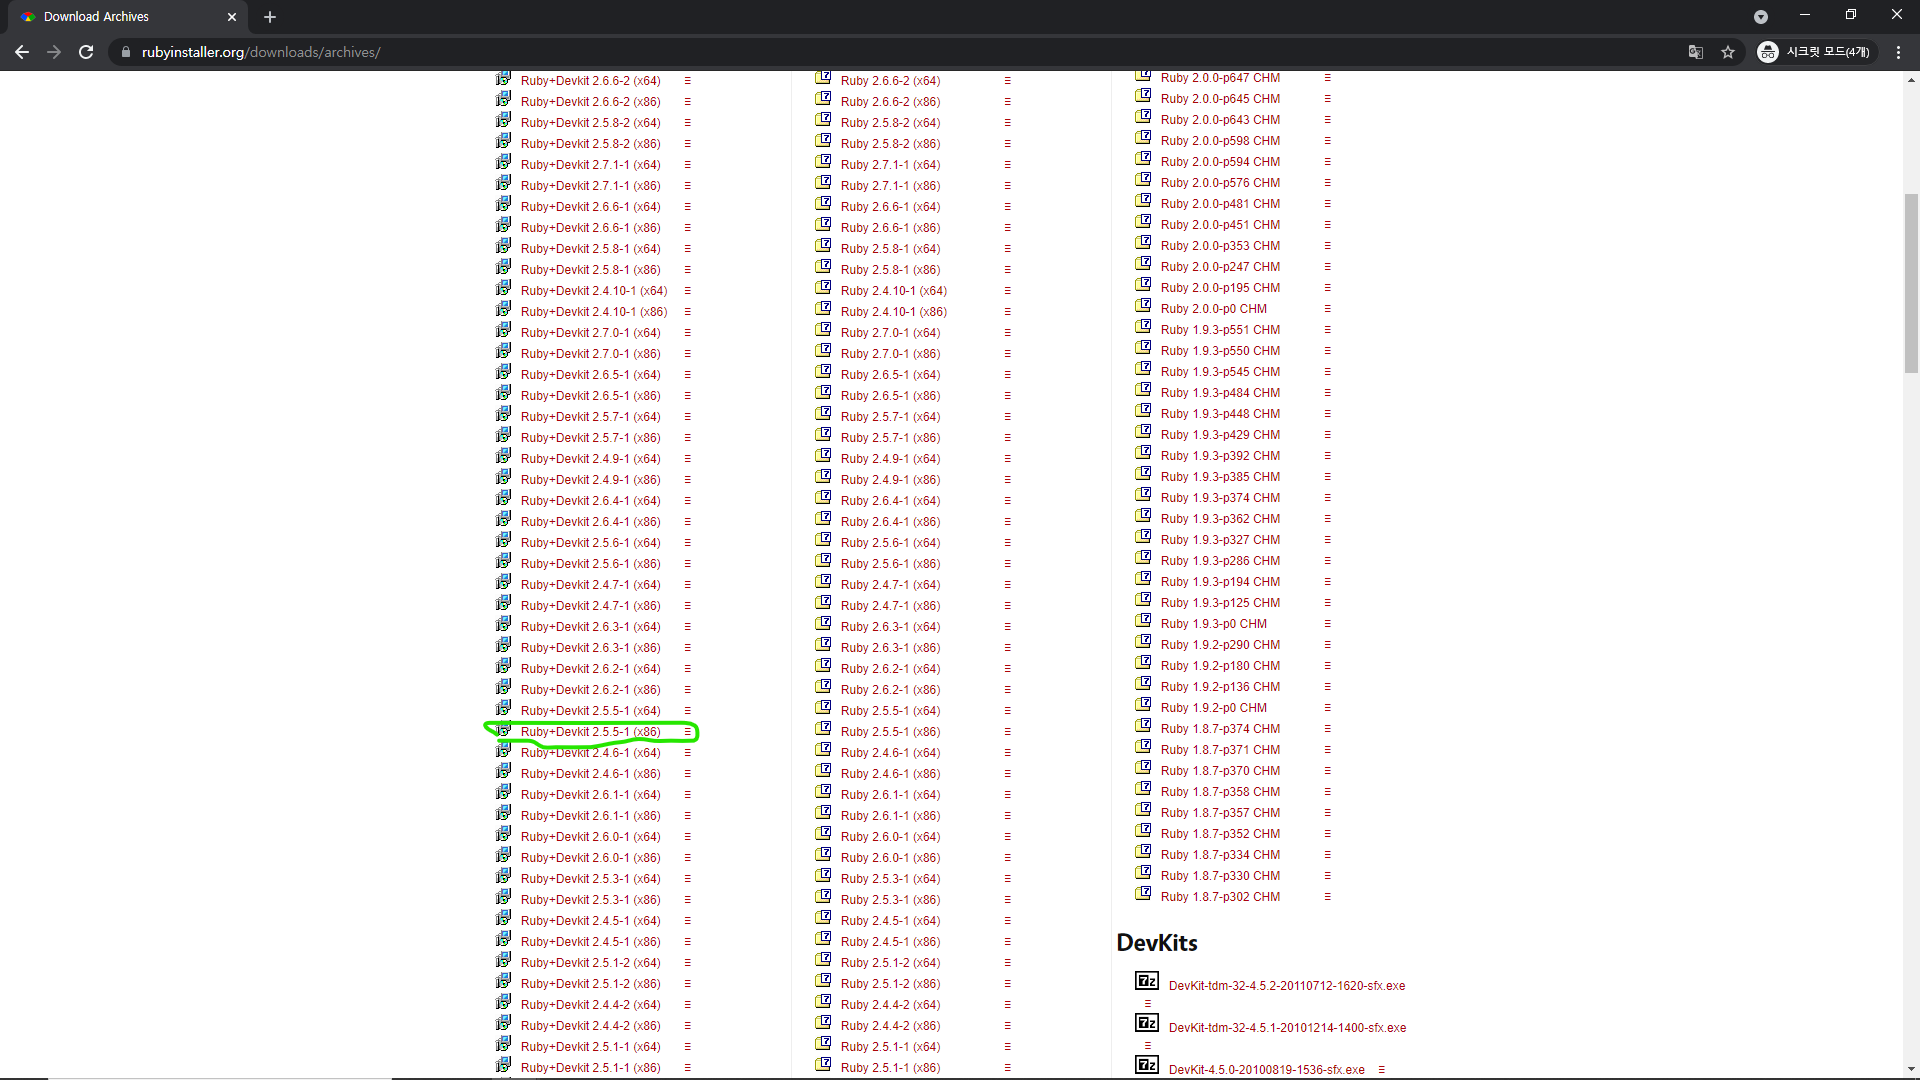 Download Archives
rubyinstaller.org/downloads/archives/
시크릿 모드(4개)
Ruby+Devkit 2.6.6-2 (x64)
Ruby+Devkit 2.6.6-2 (x86)
Ruby+Devkit 2.5.8-2 (x64)
Ruby+Devkit 2.5.8-2 (x86)
Ruby+Devkit 2.7.1-1 (x64)
Ruby+Devkit 2.7.1-1 (x86)
Ruby+Devkit 2.6.6-1 (x64)
Ruby+Devkit 2.6.6-1 (x86)
Ruby+Devkit 2.5.8-1 (x64)
Ruby+Devkit 2.5.8-1 (x86)
Ruby+Devkit 2.4.10-1 (x64)
Ruby+Devkit 2.4.10-1 (x86)
Ruby+Devkit 2.7.0-1 (x64)
Ruby+Devkit 2.7.0-1 (x86)
Ruby+Devkit 2.6.5-1 (x64)
Ruby+Devkit 2.6.5-1 (x86)
Ruby+Devkit 2.5.7-1 (x64)
Ruby+Devkit 2.5.7-1 (x86)
Ruby+Devkit 2.4.9-1 (x64)
Ruby+Devkit 2.4.9-1 (x86)
Ruby+Devkit 2.6.4-1 (x64)
Ruby+Devkit 2.6.4-1 (x86)
Ruby+Devkit 2.5.6-1 (x64)
Ruby+Devkit 2.5.6-1 (x86)
Ruby+Devkit 2.4.7-1 (x64)
Ruby+Devkit 2.4.7-1 (x86)
Ruby+Devkit 2.6.3-1 (x64)
Ruby+Devkit 2.6.3-1 (x86)
Ruby+Devkit 2.6.2-1 (x64)
Ruby+Devkit 2.6.2-1 (x86)
Ruby+Devkit 2.5.5-1 (x64)
Ruby+Devkit 2.5.5-1 (x86)
Ruby+Devkit 2.4.6-1 (x64)
Ruby+Devkit 2.4.6-1 (x86)
Ruby+Devkit 2.6.1-1 (x64)
Ruby+Devkit 2.6.1-1 (x86)
Ruby+Devkit 2.6.0-1 (x64)
Ruby+Devkit 2.6.0-1 (x86)
Ruby+Devkit 2.5.3-1 (x64)
Ruby+Devkit 2.5.3-1 (x86)
Ruby+Devkit 2.4.5-1 (x64)
Ruby+Devkit 2.4.5-1 (x86)
Ruby+Devkit 2.5.1-2 (x64)
Ruby+Devkit 2.5.1-2 (x86)
Ruby+Devkit 2.4.4-2 (x64)
Ruby+Devkit 2.4.4-2 (x86)
Ruby+Devkit 2.5.1-1 (x64)
Ruby+Devkit 2.5.1-1 (x86)
Ruby 2.6.6-2 (x64)
Ruby 2.6.6-2 (x86)
Ruby 2.5.8-2 (x64)
Ruby 2.5.8-2 (x86)
Ruby 2.7.1-1 (x64)
Ruby 2.7.1-1 (x86)
Ruby 2.6.6-1 (x64)
Ruby 2.6.6-1 (x86)
Ruby 2.5.8-1 (x64)
Ruby 2.5.8-1 (x86)
Ruby 2.4.10-1 (x64)
Ruby 2.4.10-1 (x86)
Ruby 2.7.0-1 (x64)
Ruby 2.7.0-1 (x86)
Ruby 2.6.5-1 (x64)
Ruby 2.6.5-1 (x86)
Ruby 2.5.7-1 (x64)
Ruby 2.5.7-1 (x86)
Ruby 2.4.9-1 (x64)
Ruby 2.4.9-1 (x86)
Ruby 2.6.4-1 (x64)
Ruby 2.6.4-1 (x86)
Ruby 2.5.6-1 (x64)
Ruby 2.5.6-1 (x86)
Ruby 2.4.7-1 (x64)
Ruby 2.4.7-1 (x86)
Ruby 2.6.3-1 (x64)
Ruby 2.6.3-1 (x86)
Ruby 2.6.2-1 (x64)
Ruby 2.6.2-1 (x86)
Ruby 2.5.5-1 (x64)
Ruby 2.5.5-1 (x86)
Ruby 2.4.6-1 (x64)
Ruby 2.4.6-1 (x86)
Ruby 2.6.1-1 (x64)
Ruby 2.6.1-1 (x86)
Ruby 2.6.0-1 (x64)
Ruby 2.6.0-1 (x86)
Ruby 2.5.3-1 (x64)
Ruby 2.5.3-1 (x86)
Ruby 2.4.5-1 (x64)
Ruby 2.4.5-1 (x86)
Ruby 2.5.1-2 (x64)
Ruby 2.5.1-2 (x86)
Ruby 2.4.4-2 (x64)
Ruby 2.4.4-2 (x86)
Ruby 2.5.1-1 (x64)
Ruby 2.5.1-1 (x86)
Ruby 2.0.0-p647 CHM
Ruby 2.0.0-p645 CHM
Ruby 2.0.0-p643 CHM
Ruby 2.0.0-p598 CHM
Ruby 2.0.0-p594 CHM
Ruby 2.0.0-p576 CHM
Ruby 2.0.0-p481 CHM
Ruby 2.0.0-p451 CHM
Ruby 2.0.0-p353 CHM
Ruby 2.0.0-p247 CHM
Ruby 2.0.0-p195 CHM
Ruby 2.0.0-p0 CHM
Ruby 1.9.3-p551 CHM
Ruby 1.9.3-p550 CHM
Ruby 1.9.3-p545 CHM
Ruby 1.9.3-p484 CHM
Ruby 1.9.3-p448 CHM
Ruby 1.9.3-p429 CHM
Ruby 1.9.3-p392 CHM
Ruby 1.9.3-p385 CHM
Ruby 1.9.3-p374 CHM
Ruby 1.9.3-p362 CHM
Ruby 1.9.3-p327 CHM
Ruby 1.9.3-p286 CHM
Ruby 1.9.3-p194 CHM
Ruby 1.9.3-p125 CHM
Ruby 1.9.3-p0 CHM
Ruby 1.9.2-p290 CHM
Ruby 1.9.2-p180 CHM
Ruby 1.9.2-p136 CHM
Ruby 1.9.2-p0 CHM
Ruby 1.8.7-p374 CHM
Ruby 1.8.7-p371 CHM
Ruby 1.8.7-p370 CHM
Ruby 1.8.7-p358 CHM
Ruby 1.8.7-p357 CHM
Ruby 1.8.7-p352 CHM
Ruby 1.8.7-p334 CHM
Ruby 1.8.7-p330 CHM
Ruby 1.8.7-p302 CHM
DevKits
DevKit-tdm-32-4.5.2-20110712-1620-sfx.exe
DevKit-tdm-32-4.5.1-20101214-1400-sfx.exe
DevKit-4.5.0-20100819-1536-sfx.exe